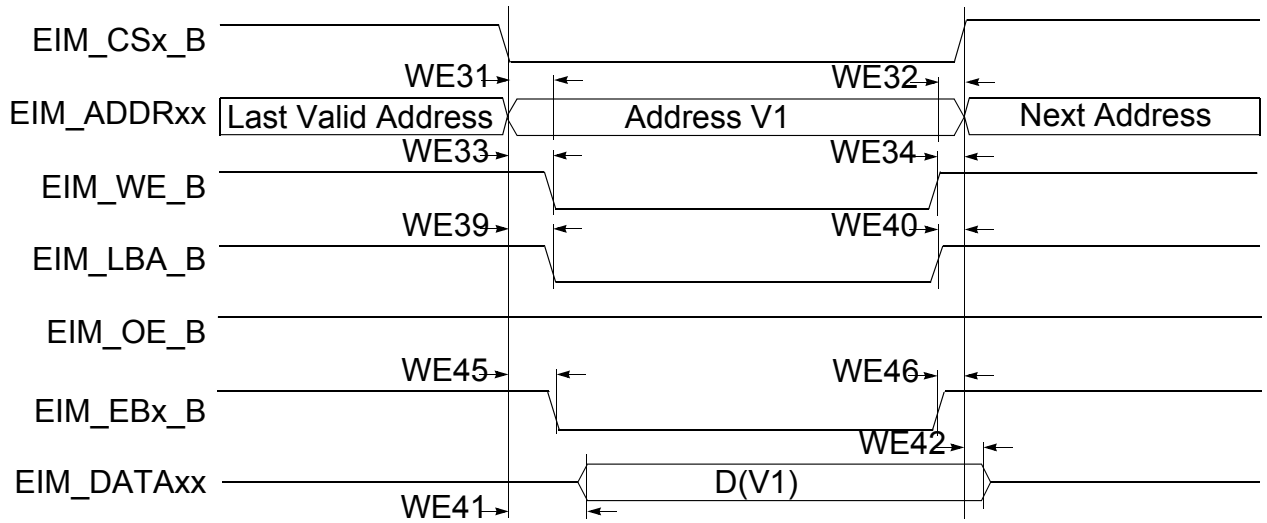 EIM_CSx_B
WE31 WE32
EIM_ADDRxx Last Valid Address Address V1 Next Address
WE33 WE34
EIM_WE_B
WE39 WE40
EIM_LBA_B
EIM_OE_B
WE45 WE46
EIM_EBx_B
WE42
EIM_DATAxx D(V1)
WE41